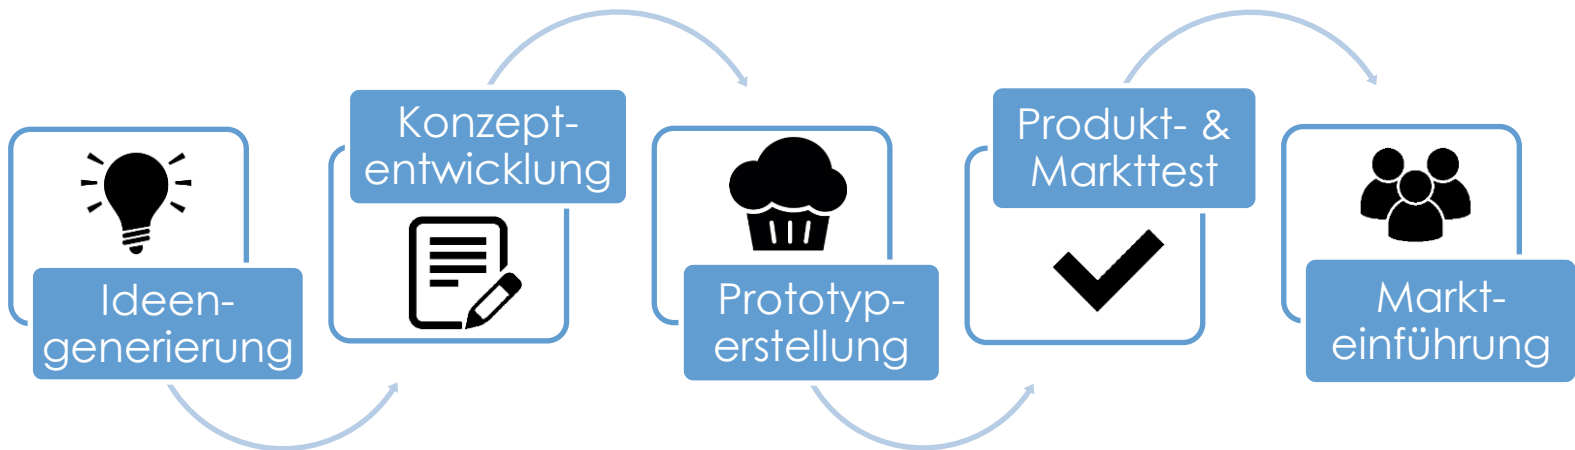 Ideen-
generierung
Konzept-
entwicklung
Prototyp-
erstellung
Produkt- &
Markttest
Markt-
einführung